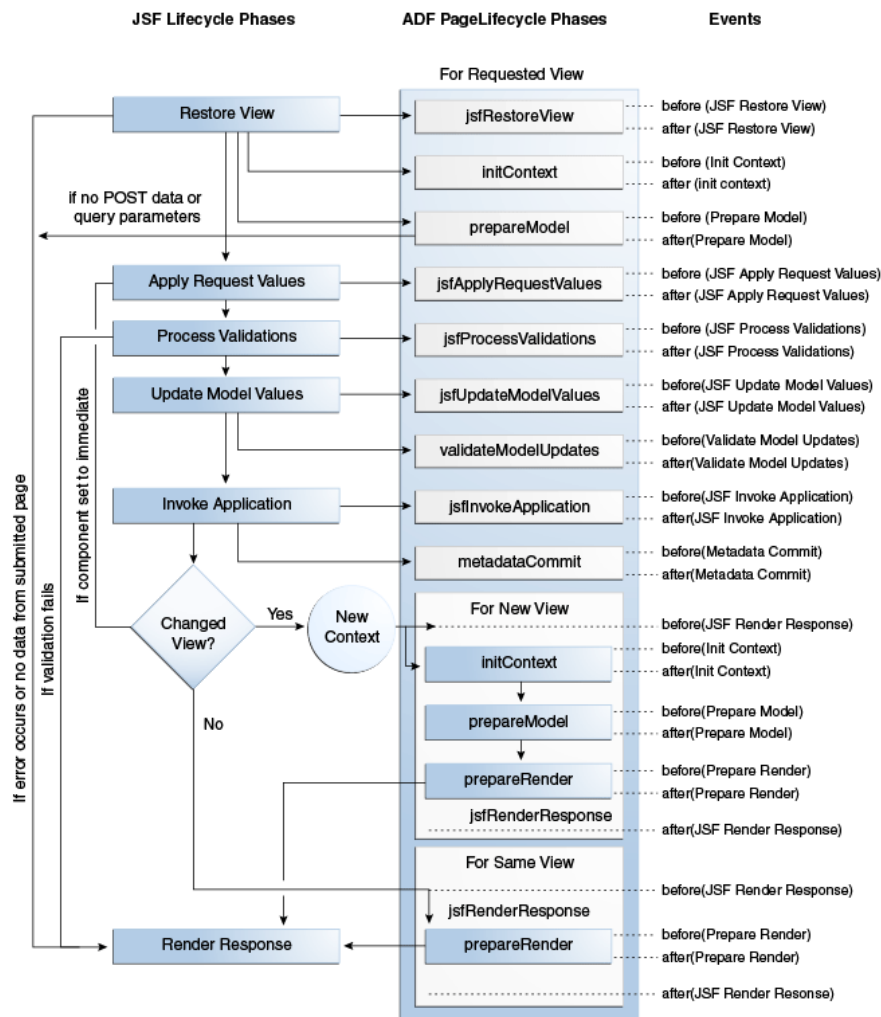 JSF Lifecycle Phases
ADF PageLifecycle Phases
Events
For Requested View
Restore View
jsfRestoreView
before (JSF Restore View)
after (JSF Restore View)
initContext
before (Init Context)
after (init context)
if no POST data or
query parameters
prepareModel
before (Prepare Model)
after(Prepare Model)
Apply Request Values
jsfApplyRequestValues
before (JSF Apply Request Values)
after (JSF Apply Request Values)
Process Validations
jsfProcessValidations
before (JSF Process Validations)
after (JSF Process Validations)
Update Model Values
jsfUpdateModelValues
before(JSF Update Model Values)
after (JSF Update Model Values)
validateModelUpdates
before(Validate Model Updates)
after(Validate Model Updates)
Invoke Application
jsfInvokeApplication
before(JSF Invoke Application)
after(JSF Invoke Application)
metadataCommit
before(Metadata Commit)
after(Metadata Commit)
If error occurs or no data from submitted page
If validation fails
If component set to immediate
Changed
View?
Yes
New
Context
No
For New View
before(JSF Render Response)
initContext
before(Init Context)
after(Init Context)
prepareModel
before(Prepare Model)
after(Prepare Model)
prepareRender
before(Prepare Render)
after(Prepare Render)
jsfRenderResponse
after(JSF Render Response)
For Same View
before(JSF Render Response)
jsfRenderResponse
Render Response
prepareRender
before(Prepare Render)
after(Prepare Render)
after(JSF Render Resonse)